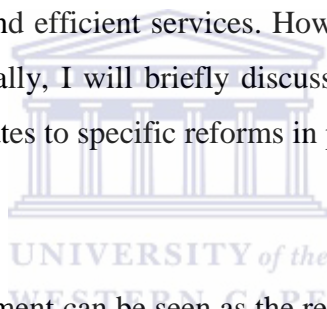 nd efficient services. How
ally, I will briefly discuss
ates to specific reforms in p
UNIVERSITY of the
ment can be seen as the re
WESTERN CAPE